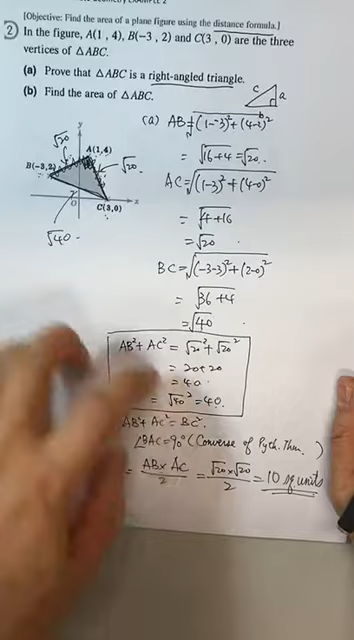 [Objective: Find the area of a plane figure using the distance formula.]
2 In the figure, A(1 , 4), B(−3 , 2) and C(3 , 0) are the three
vertices of △ABC.
(a) Prove that △ABC is a right-angled triangle.
(b) Find the area of △ABC.
c a
b
(a) AB = √(1--3)²+(4-2)²
= √16+4 = √20.
AC = √(1-3)²+(4-0)²
= √4+16
= √20
BC = √(-3-3)²+(2-0)²
= √36+4
= √40
y
√20
A(1,4)
√20.
B(−3,2)
O
x
C(3,0)
√40.
AB²+ AC² = √20²+√20²
= 20+20
= 40.
= √40² = 40.
AB²+ AC² = BC².
∠BAC=90° (Converse of Pyth. Thm. )
= AB× AC / 2 = √20×√20 / 2 = 10 sq units